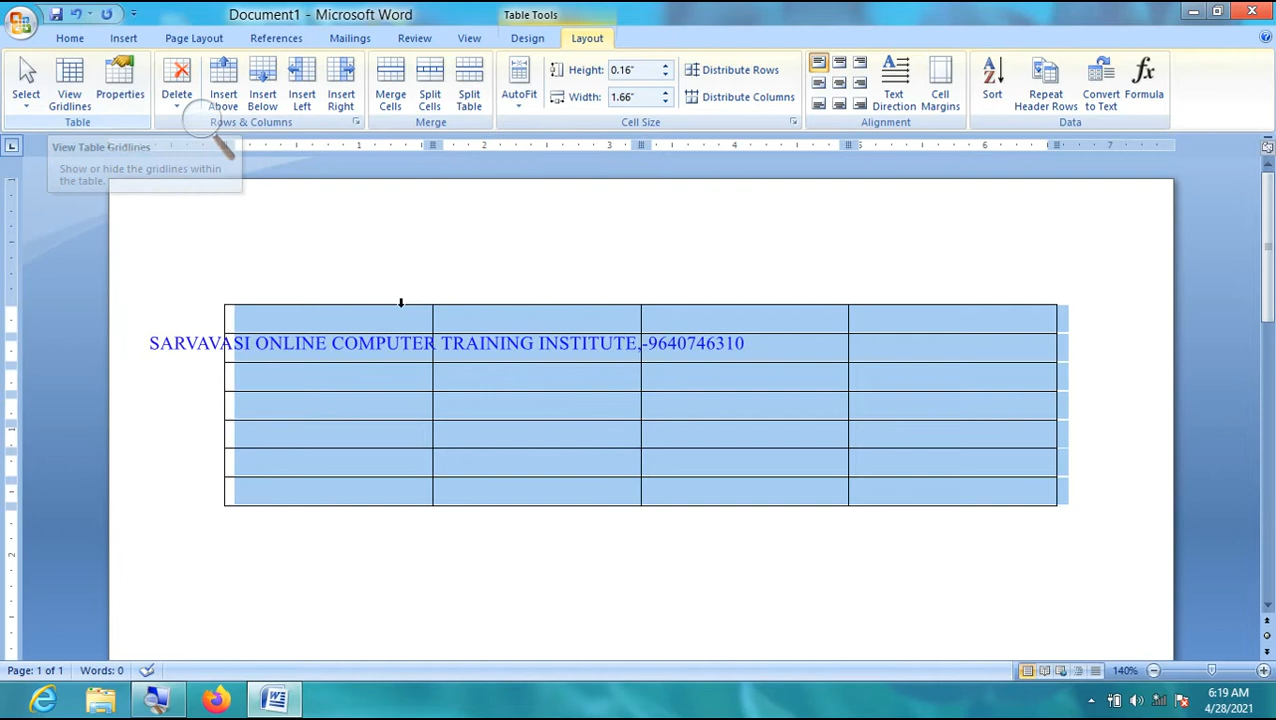 Document1 - Microsoft Word
Table Tools
Home Insert Page Layout References Mailings Review View Design Layout
Select
View Gridlines
Properties
Table
Delete
Insert Above
Insert Below
Insert Left
Insert Right
Rows & Columns
Merge Cells
Split Cells
Split Table
Merge
AutoFit
Height: 0.16"
Width: 1.66"
Distribute Rows
Distribute Columns
Cell Size
Text Direction
Cell Margins
Alignment
Sort
Repeat Header Rows
Convert to Text
Formula
Data
View Table Gridlines
Show or hide the gridlines within
the table.
1 2 3 5 7
SARVAVASI ONLINE COMPUTER TRAINING INSTITUTE,-9640746310
Page: 1 of 1 Words: 0 140%
6:19 AM
4/28/2021